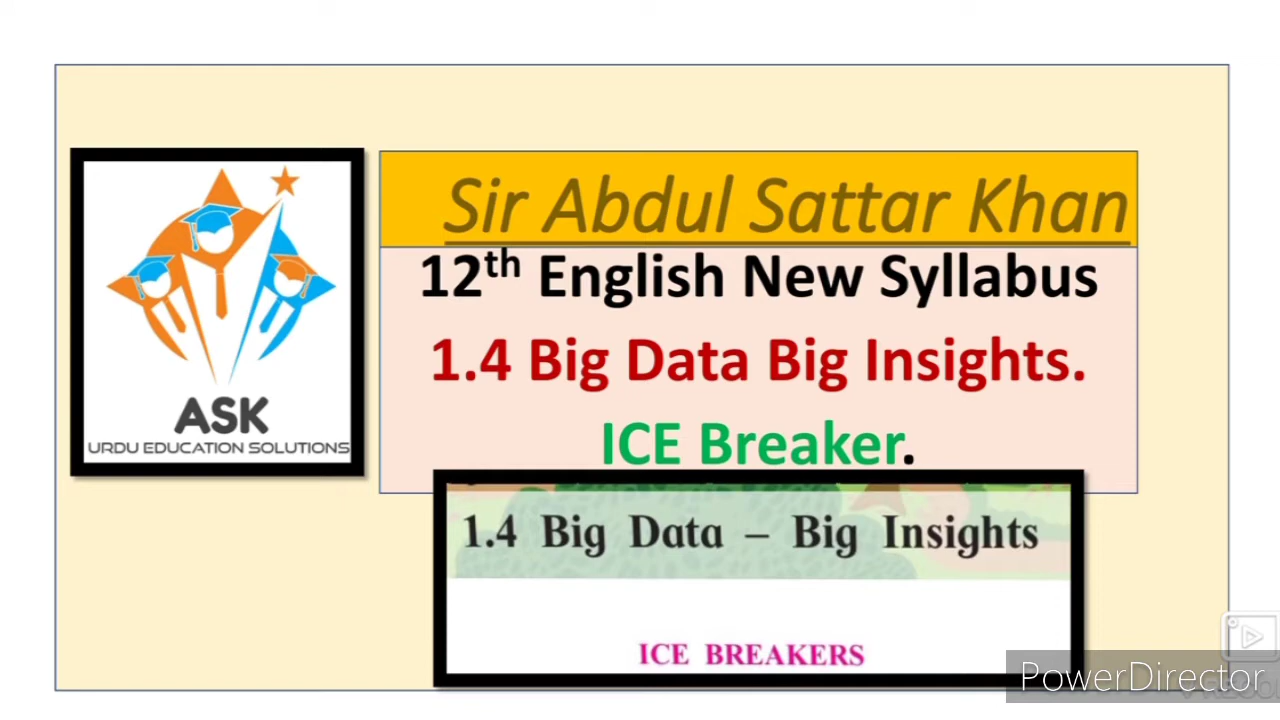 Sir Abdul Sattar Khan
12th English New Syllabus
1.4 Big Data Big Insights.
ICE Breaker.
ASK
URDU EDUCATION SOLUTIONS
1.4 Big Data – Big Insights
ICE BREAKERS
PowerDirector